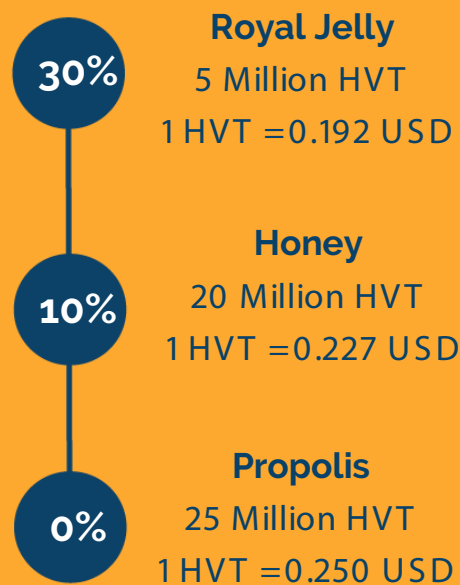 30%
Royal Jelly
5 Million HVT
1 HVT =0.192 USD
10%
Honey
20 Million HVT
1 HVT =0.227 USD
0%
Propolis
25 Million HVT
1 HVT =0.250 USD